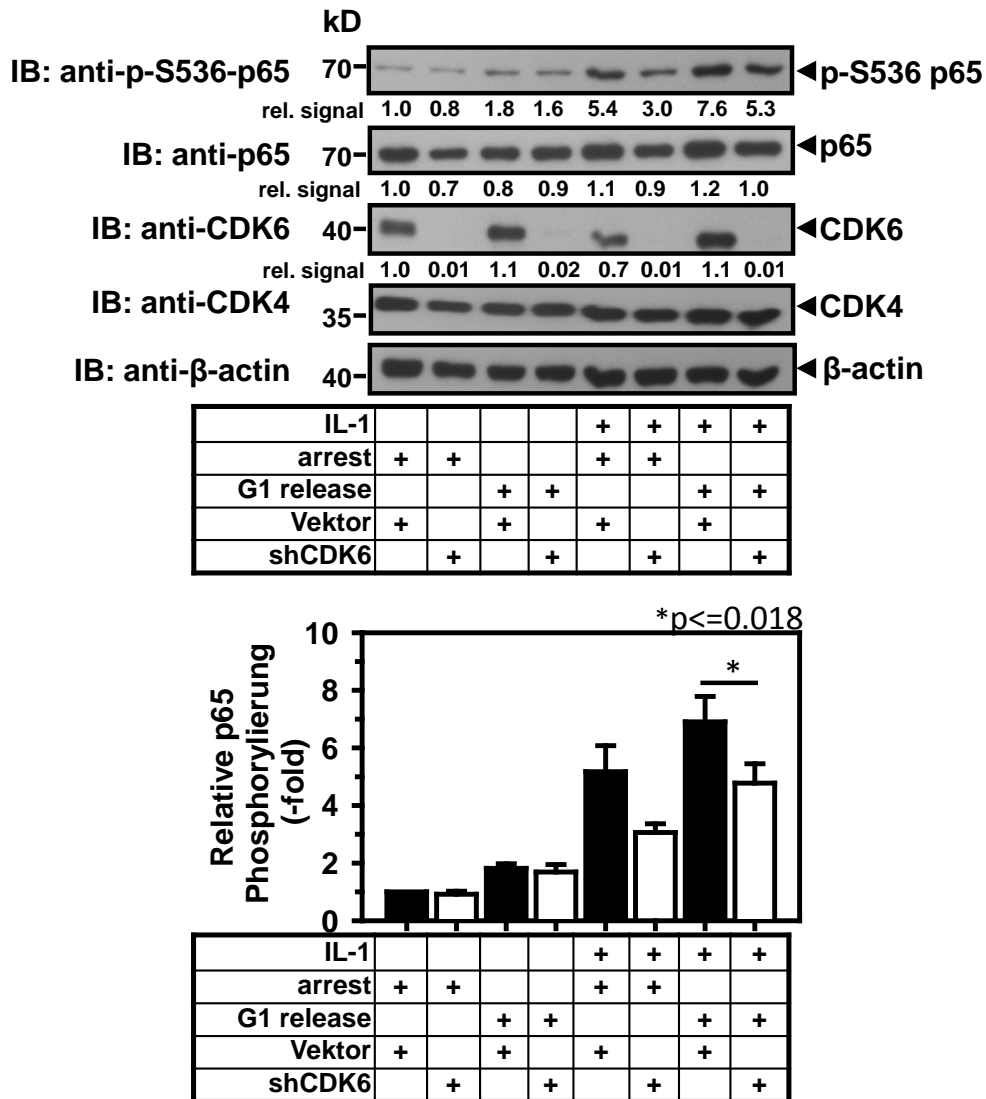 kD
IB: anti-p-S536-p65 70 p-S536 p65
rel. signal 1.0 0.8 1.8 1.6 5.4 3.0 7.6 5.3
IB: anti-p65 70 p65
rel. signal 1.0 0.7 0.8 0.9 1.1 0.9 1.2 1.0
IB: anti-CDK6 40 CDK6
rel. signal 1.0 0.01 1.1 0.02 0.7 0.01 1.1 0.01
IB: anti-CDK4 35 CDK4
IB: anti-β-actin 40 β-actin
IL-1 + + + +
arrest + + + +
G1 release + + + +
Vektor + + + +
shCDK6 + + + +
*p<=0.018
Relative p65
Phosphorylierung
(-fold)
10
8
6
4
2
0
*
IL-1 + + + +
arrest + + + +
G1 release + + + +
Vektor + + + +
shCDK6 + + + +